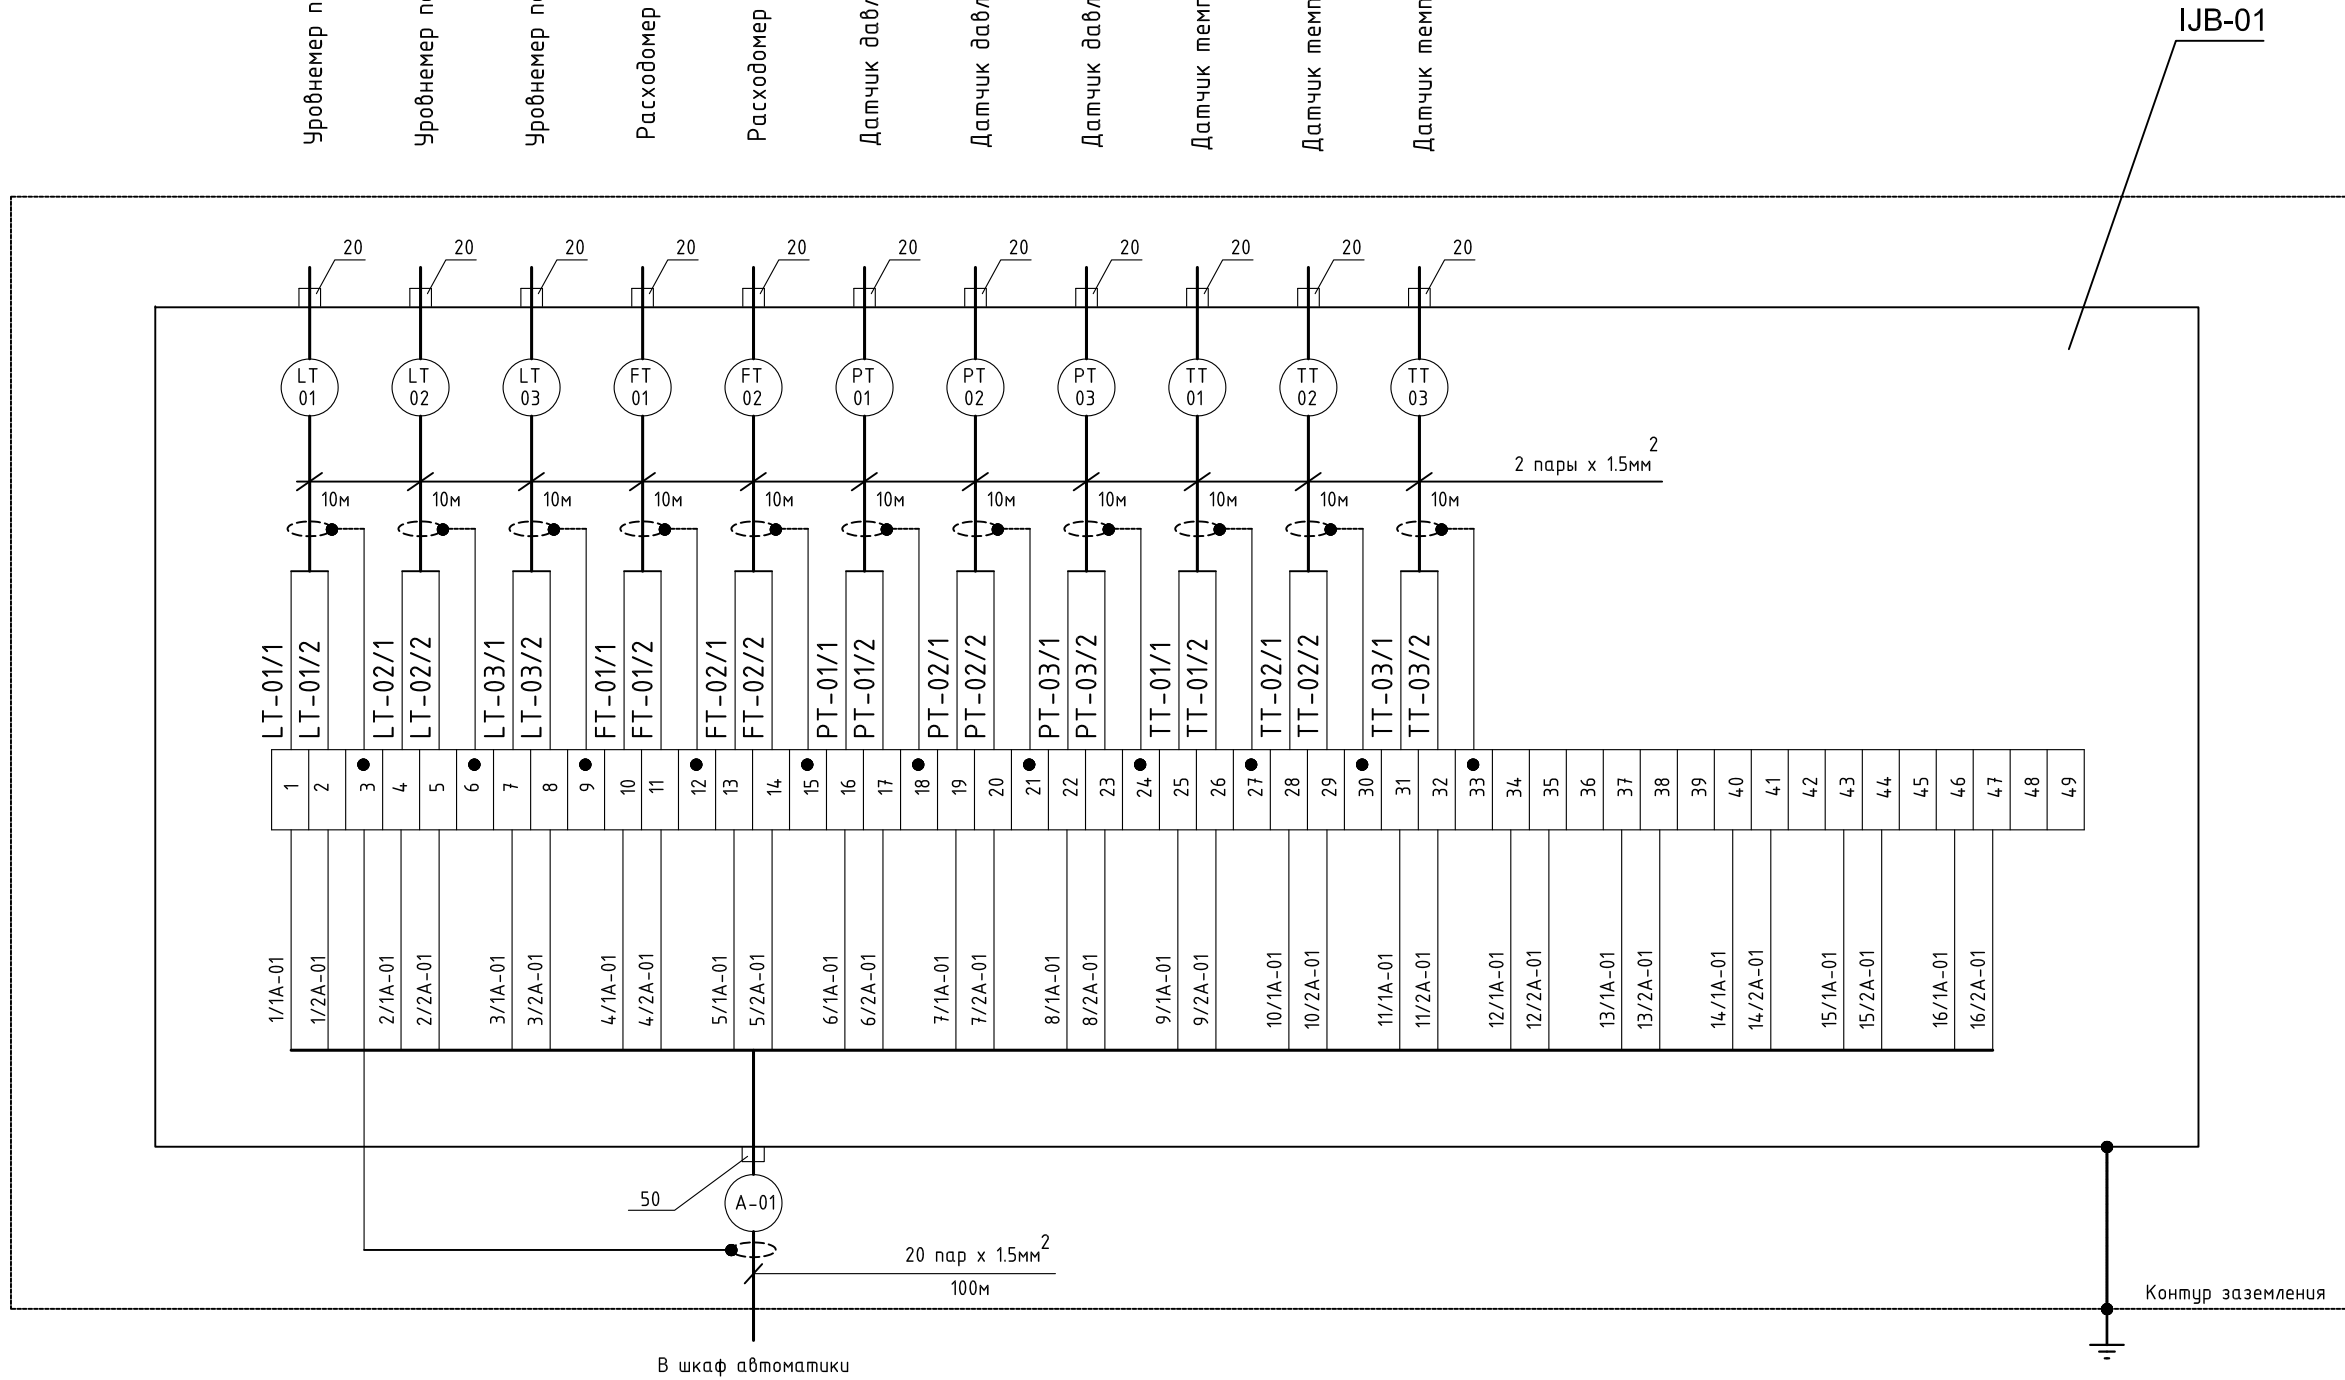 Уровнемер
Уровнемер
Уровнемер
Расходомер
Расходомер
Датчик
Датчик
Датчик
Датчик
Датчик
Датчик
IJB-01
20 20 20 20 20 20 20 20 20 20 20
LT 01
LT 02
LT 03
FT 01
FT 02
PT 01
PT 02
PT 03
TT 01
TT 02
TT 03
2 пары x 1.5мм²
10м 10м 10м 10м 10м 10м 10м 10м 10м 10м 10м
LT-01/1
LT-01/2
LT-02/1
LT-02/2
LT-03/1
LT-03/2
FT-01/1
FT-01/2
FT-02/1
FT-02/2
PT-01/1
PT-01/2
PT-02/1
PT-02/2
PT-03/1
PT-03/2
TT-01/1
TT-01/2
TT-02/1
TT-02/2
TT-03/1
TT-03/2
1 2 3 4 5 6 7 8 9 10 11 12 13 14 15 16 17 18 19 20 21 22 23 24 25 26 27 28 29 30 31 32 33 34 35 36 37 38 39 40 41 42 43 44 45 46 47 48 49
1/1A-01
1/2A-01
2/1A-01
2/2A-01
3/1A-01
3/2A-01
4/1A-01
4/2A-01
5/1A-01
5/2A-01
6/1A-01
6/2A-01
7/1A-01
7/2A-01
8/1A-01
8/2A-01
9/1A-01
9/2A-01
10/1A-01
10/2A-01
11/1A-01
11/2A-01
12/1A-01
12/2A-01
13/1A-01
13/2A-01
14/1A-01
14/2A-01
15/1A-01
15/2A-01
16/1A-01
16/2A-01
50
A-01
20 пар x 1.5мм²
100м
Контур заземления
В шкаф автоматики